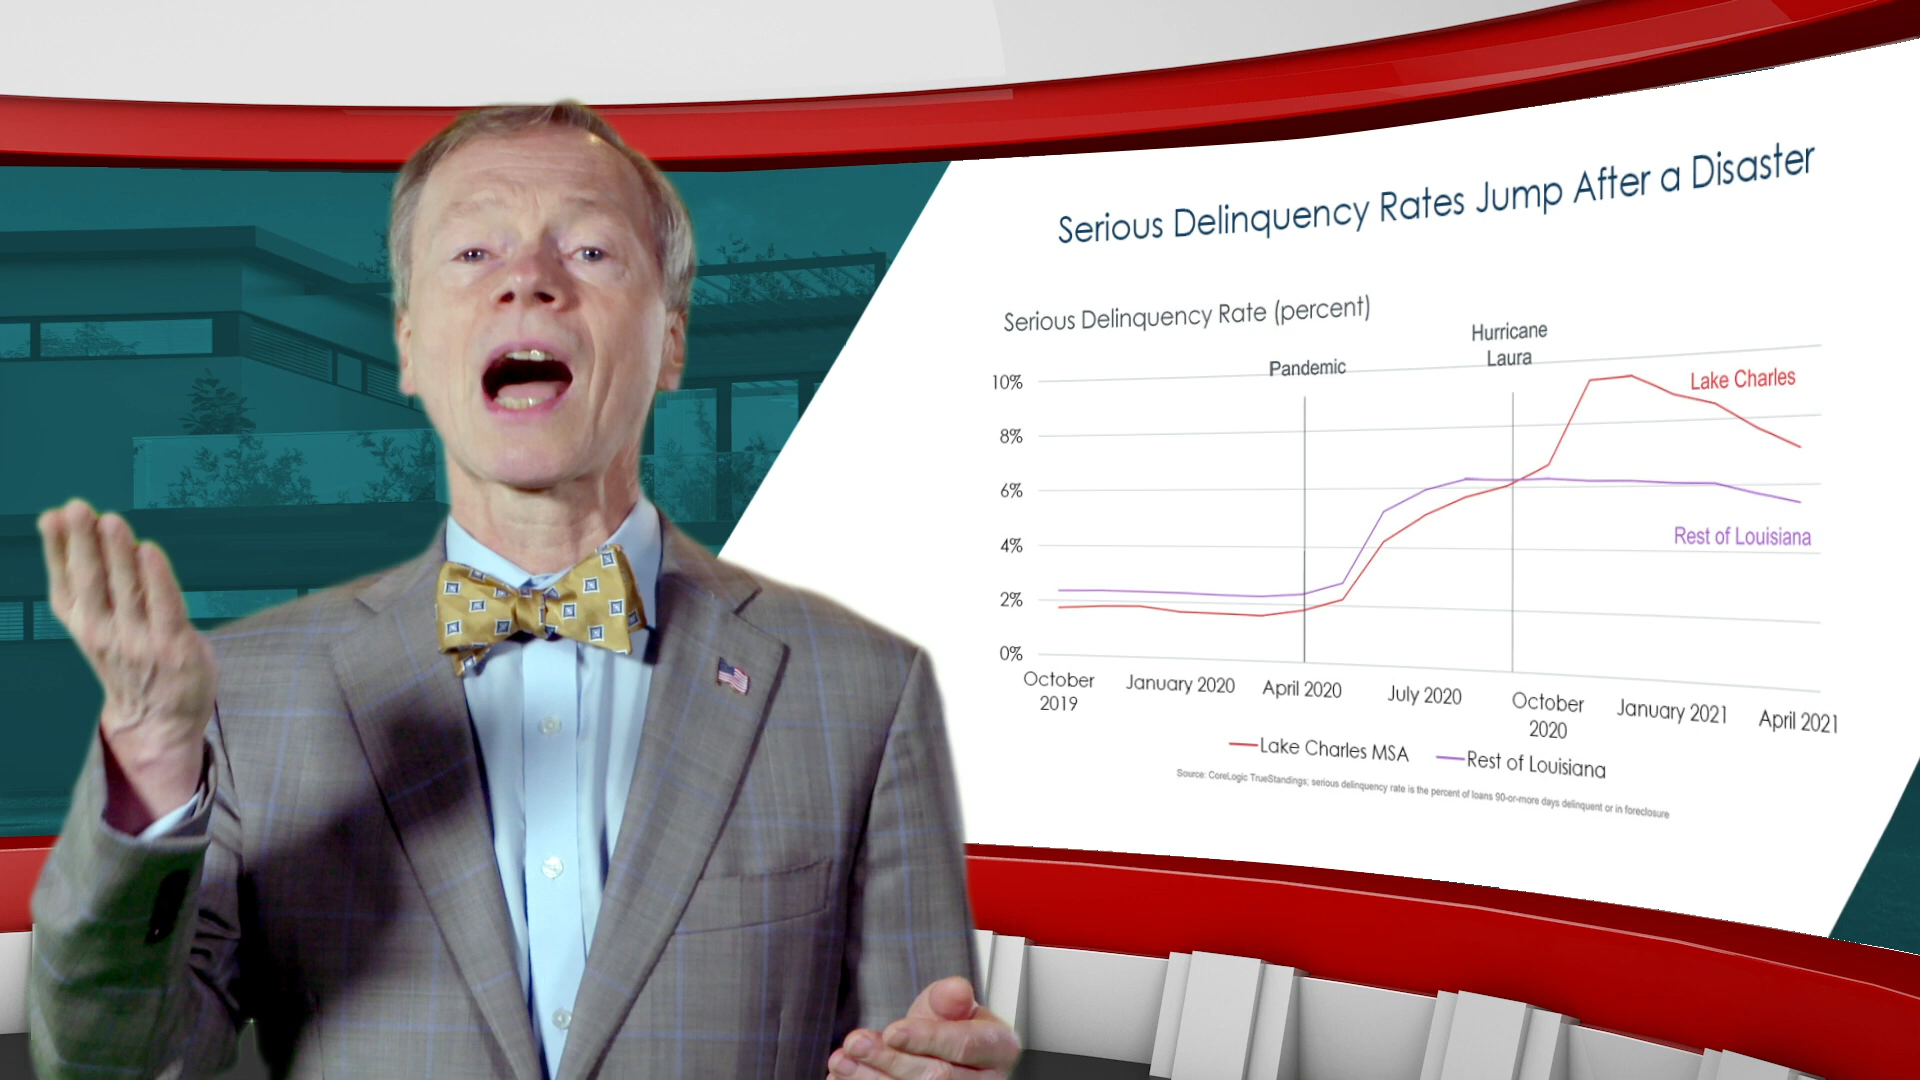 Serious Delinquency Rates Jump After a Disaster
Serious Delinquency Rate (percent)
Pandemic
Hurricane
Laura
10%
8%
6%
4%
2%
0%
Lake Charles
Rest of Louisiana
October
2019
January 2020
April 2020
July 2020
October
2020
January 2021
April 2021
Lake Charles MSA
Rest of Louisiana
Source: CoreLogic TrueStandings; serious delinquency rate is the percent of loans 90-or-more days delinquent or in foreclosure